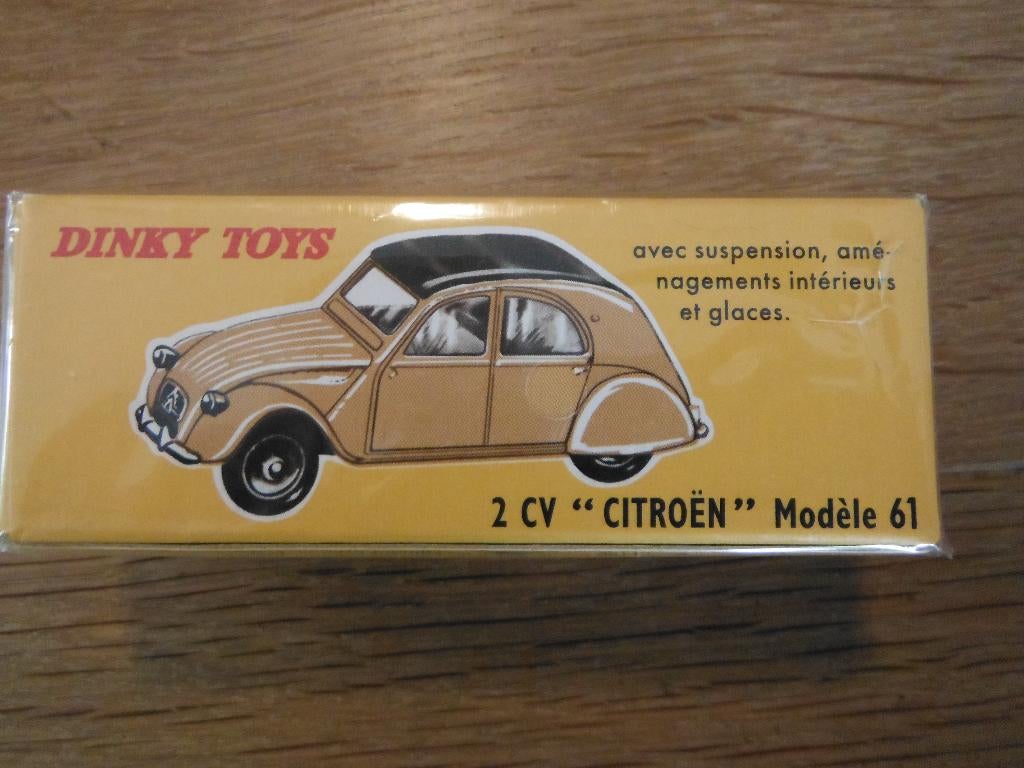 DINKY TOYS
avec suspension, amé-
nagements intérieurs
et glaces.
2 CV “CITROËN” Modèle 61